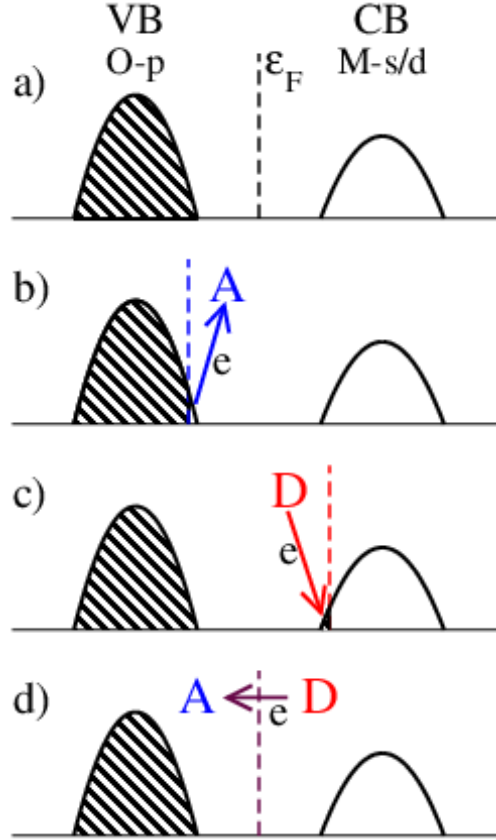 VB CB
O-p ε_F M-s/d
a)
b) A
e
c) D
e
d) A e D